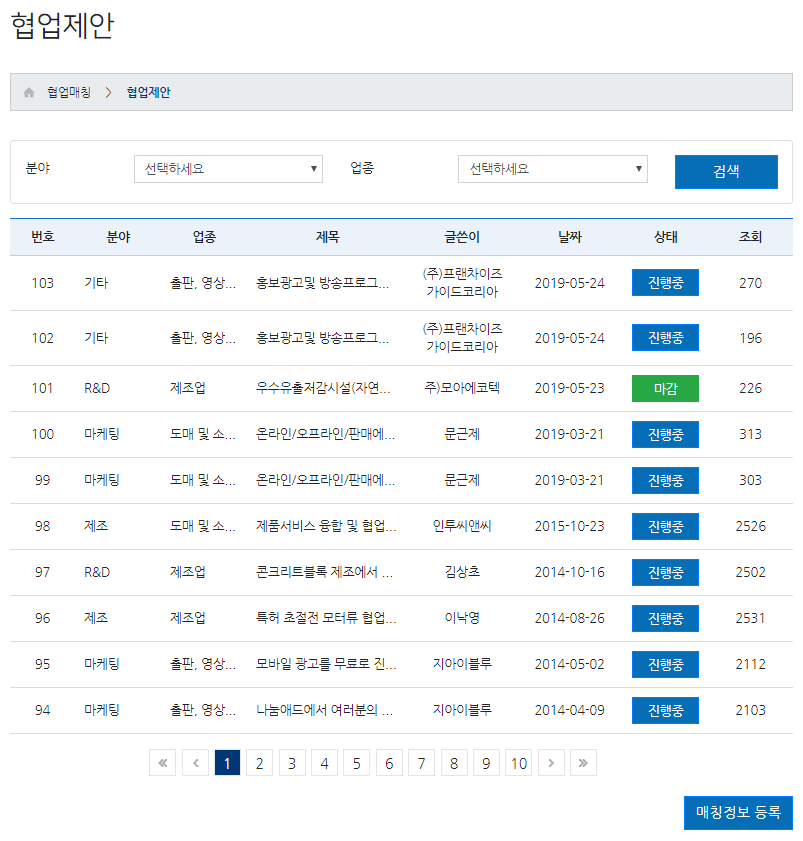 협업제안
협업매칭 > 협업제안
분야 선택하세요 업종 선택하세요 검색
번호 분야 업종 제목 글쓴이 날짜 상태 조회
103 기타 출판, 영상... 홍보광고및 방송프로그... (주)프랜차이즈 2019-05-24 진행중 270
가이드코리아
102 기타 출판, 영상... 홍보광고및 방송프로그... (주)프랜차이즈 2019-05-24 진행중 196
가이드코리아
101 R&D 제조업 우수유출저감시설(자연... 주)모아에코텍 2019-05-23 마감 226
100 마케팅 도매 및 소... 온라인/오프라인/판매에... 문근제 2019-03-21 진행중 313
99 마케팅 도매 및 소... 온라인/오프라인/판매에... 문근제 2019-03-21 진행중 303
98 제조 도매 및 소... 제품서비스 융합 및 협업... 인투씨앤씨 2015-10-23 진행중 2526
97 R&D 제조업 콘크리트블록 제조에서 ... 김상초 2014-10-16 진행중 2502
96 제조 제조업 특허 초절전 모터류 협업... 이낙영 2014-08-26 진행중 2531
95 마케팅 출판, 영상... 모바일 광고를 무료로 진... 지아이블루 2014-05-02 진행중 2112
94 마케팅 출판, 영상... 나눔애드에서 여러분의 ... 지아이블루 2014-04-09 진행중 2103
« ‹ 1 2 3 4 5 6 7 8 9 10 › »
매칭정보 등록